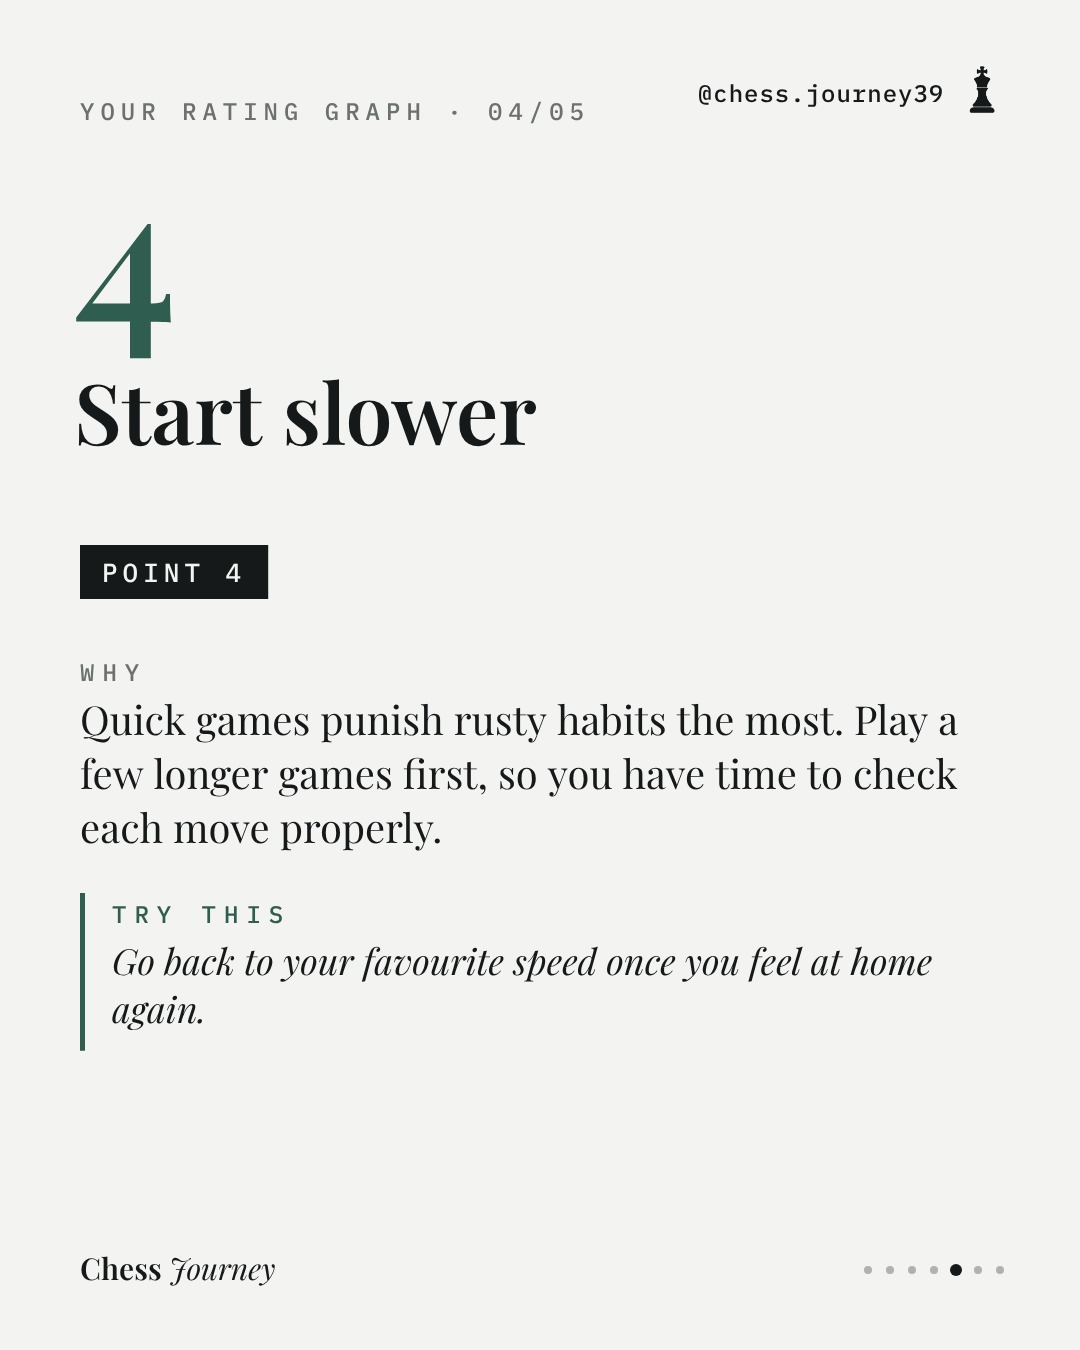 YOUR RATING GRAPH · 04/05
@chess.journey39
4
Start slower
POINT 4
WHY
Quick games punish rusty habits the most. Play a
few longer games first, so you have time to check
each move properly.
TRY THIS
Go back to your favourite speed once you feel at home
again.
Chess Journey